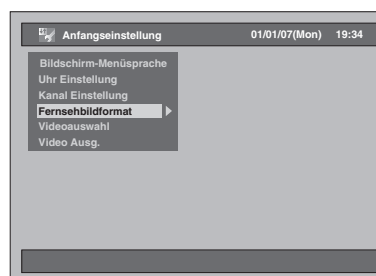 Anfangseinstellung 01/01/07(Mon) 19:34
Bildschirm-Menüsprache
Uhr Einstellung
Kanal Einstellung
Fernsehbildformat
Videoauswahl
Video Ausg.